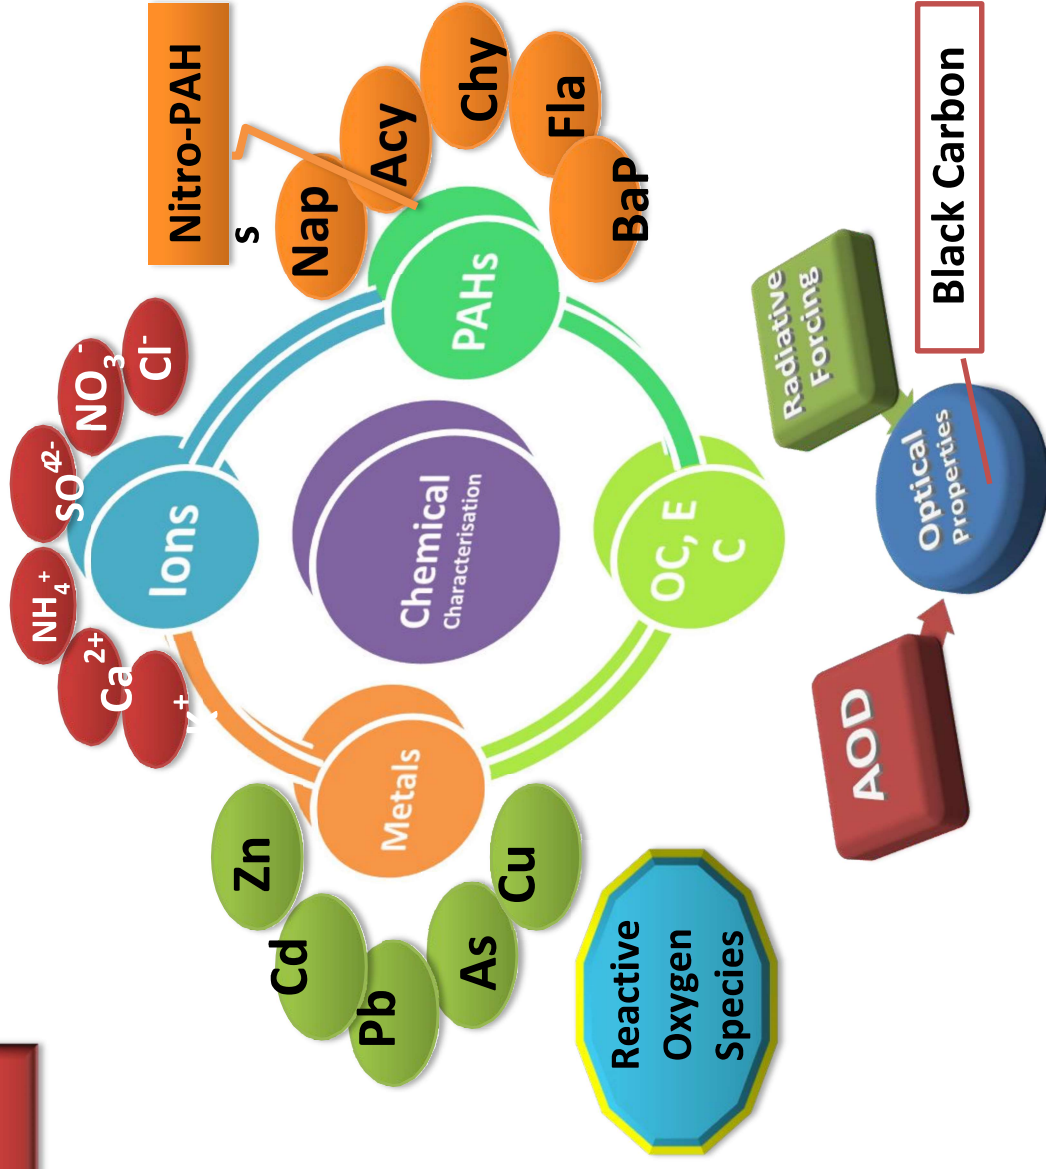 Nitro-PAH
s
Nap
Acy
Chy
Fla
BaP
NH₄⁺
SO₄²⁻
NO₃⁻
Cl⁻
Ca²⁺
K⁺
Ions
PAHs
Chemical
Characterisation
OC, E
C
Metals
Zn
Cd
Pb
As
Cu
Reactive
Oxygen
Species
AOD
Optical
Properties
Radiative
Forcing
Black Carbon